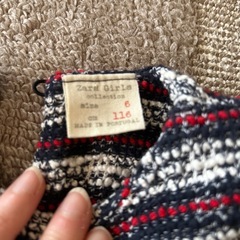 Zara Girls
collection
Size 6
cm 116
MADE IN PORTUGAL